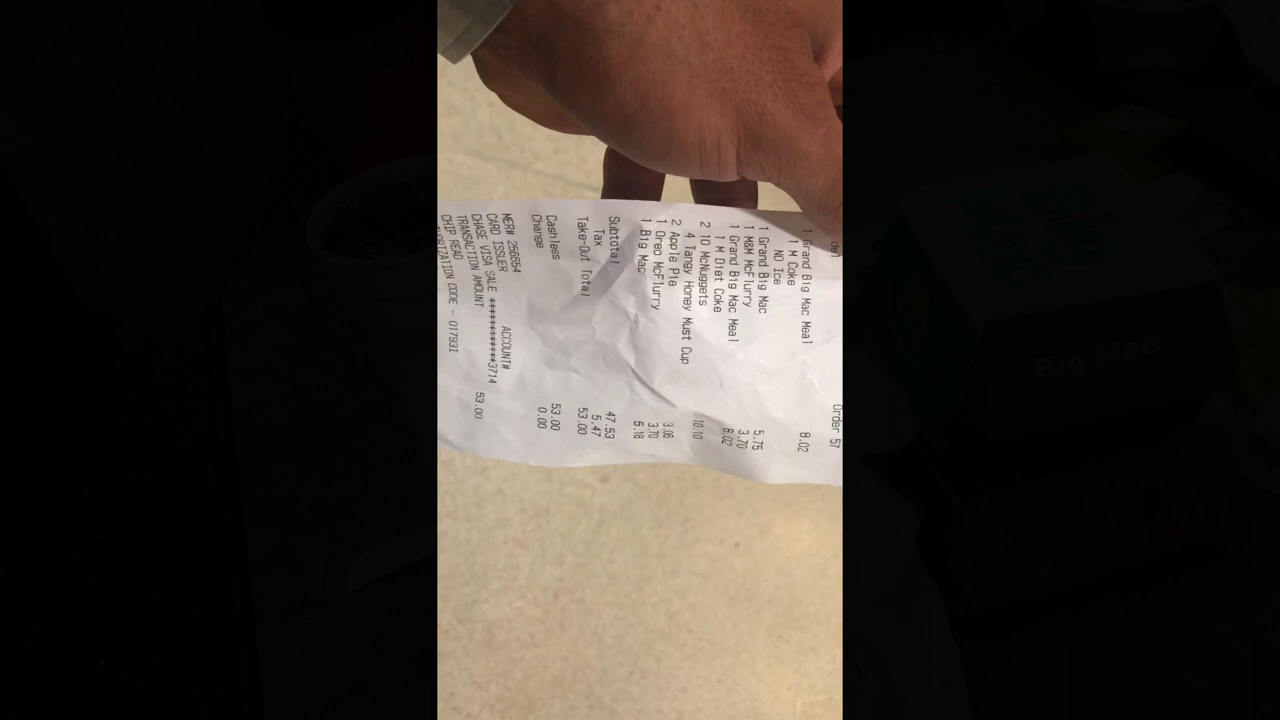 Order 57
1 Grand Big Mac Meal 8.02
1 M Coke
NO Ice
1 Grand Big Mac 5.75
1 M&M McFlurry 3.70
1 Grand Big Mac Meal 8.02
1 M Diet Coke
2 10 McNuggets 10.10
4 Tangy Honey Must Cup
2 Apple Pie 3.06
1 Oreo McFlurry 3.70
1 Big Mac 5.18
Subtotal 47.53
Tax 5.47
Take-Out Total 53.00
Cashless 53.00
Change 0.00
MER# 256654
CARD ISSUER ACCOUNT#
CHASE VISA SALE ************3714
TRANSACTION AMOUNT 53.00
CHIP READ
CODE - 01793I
Big Mac